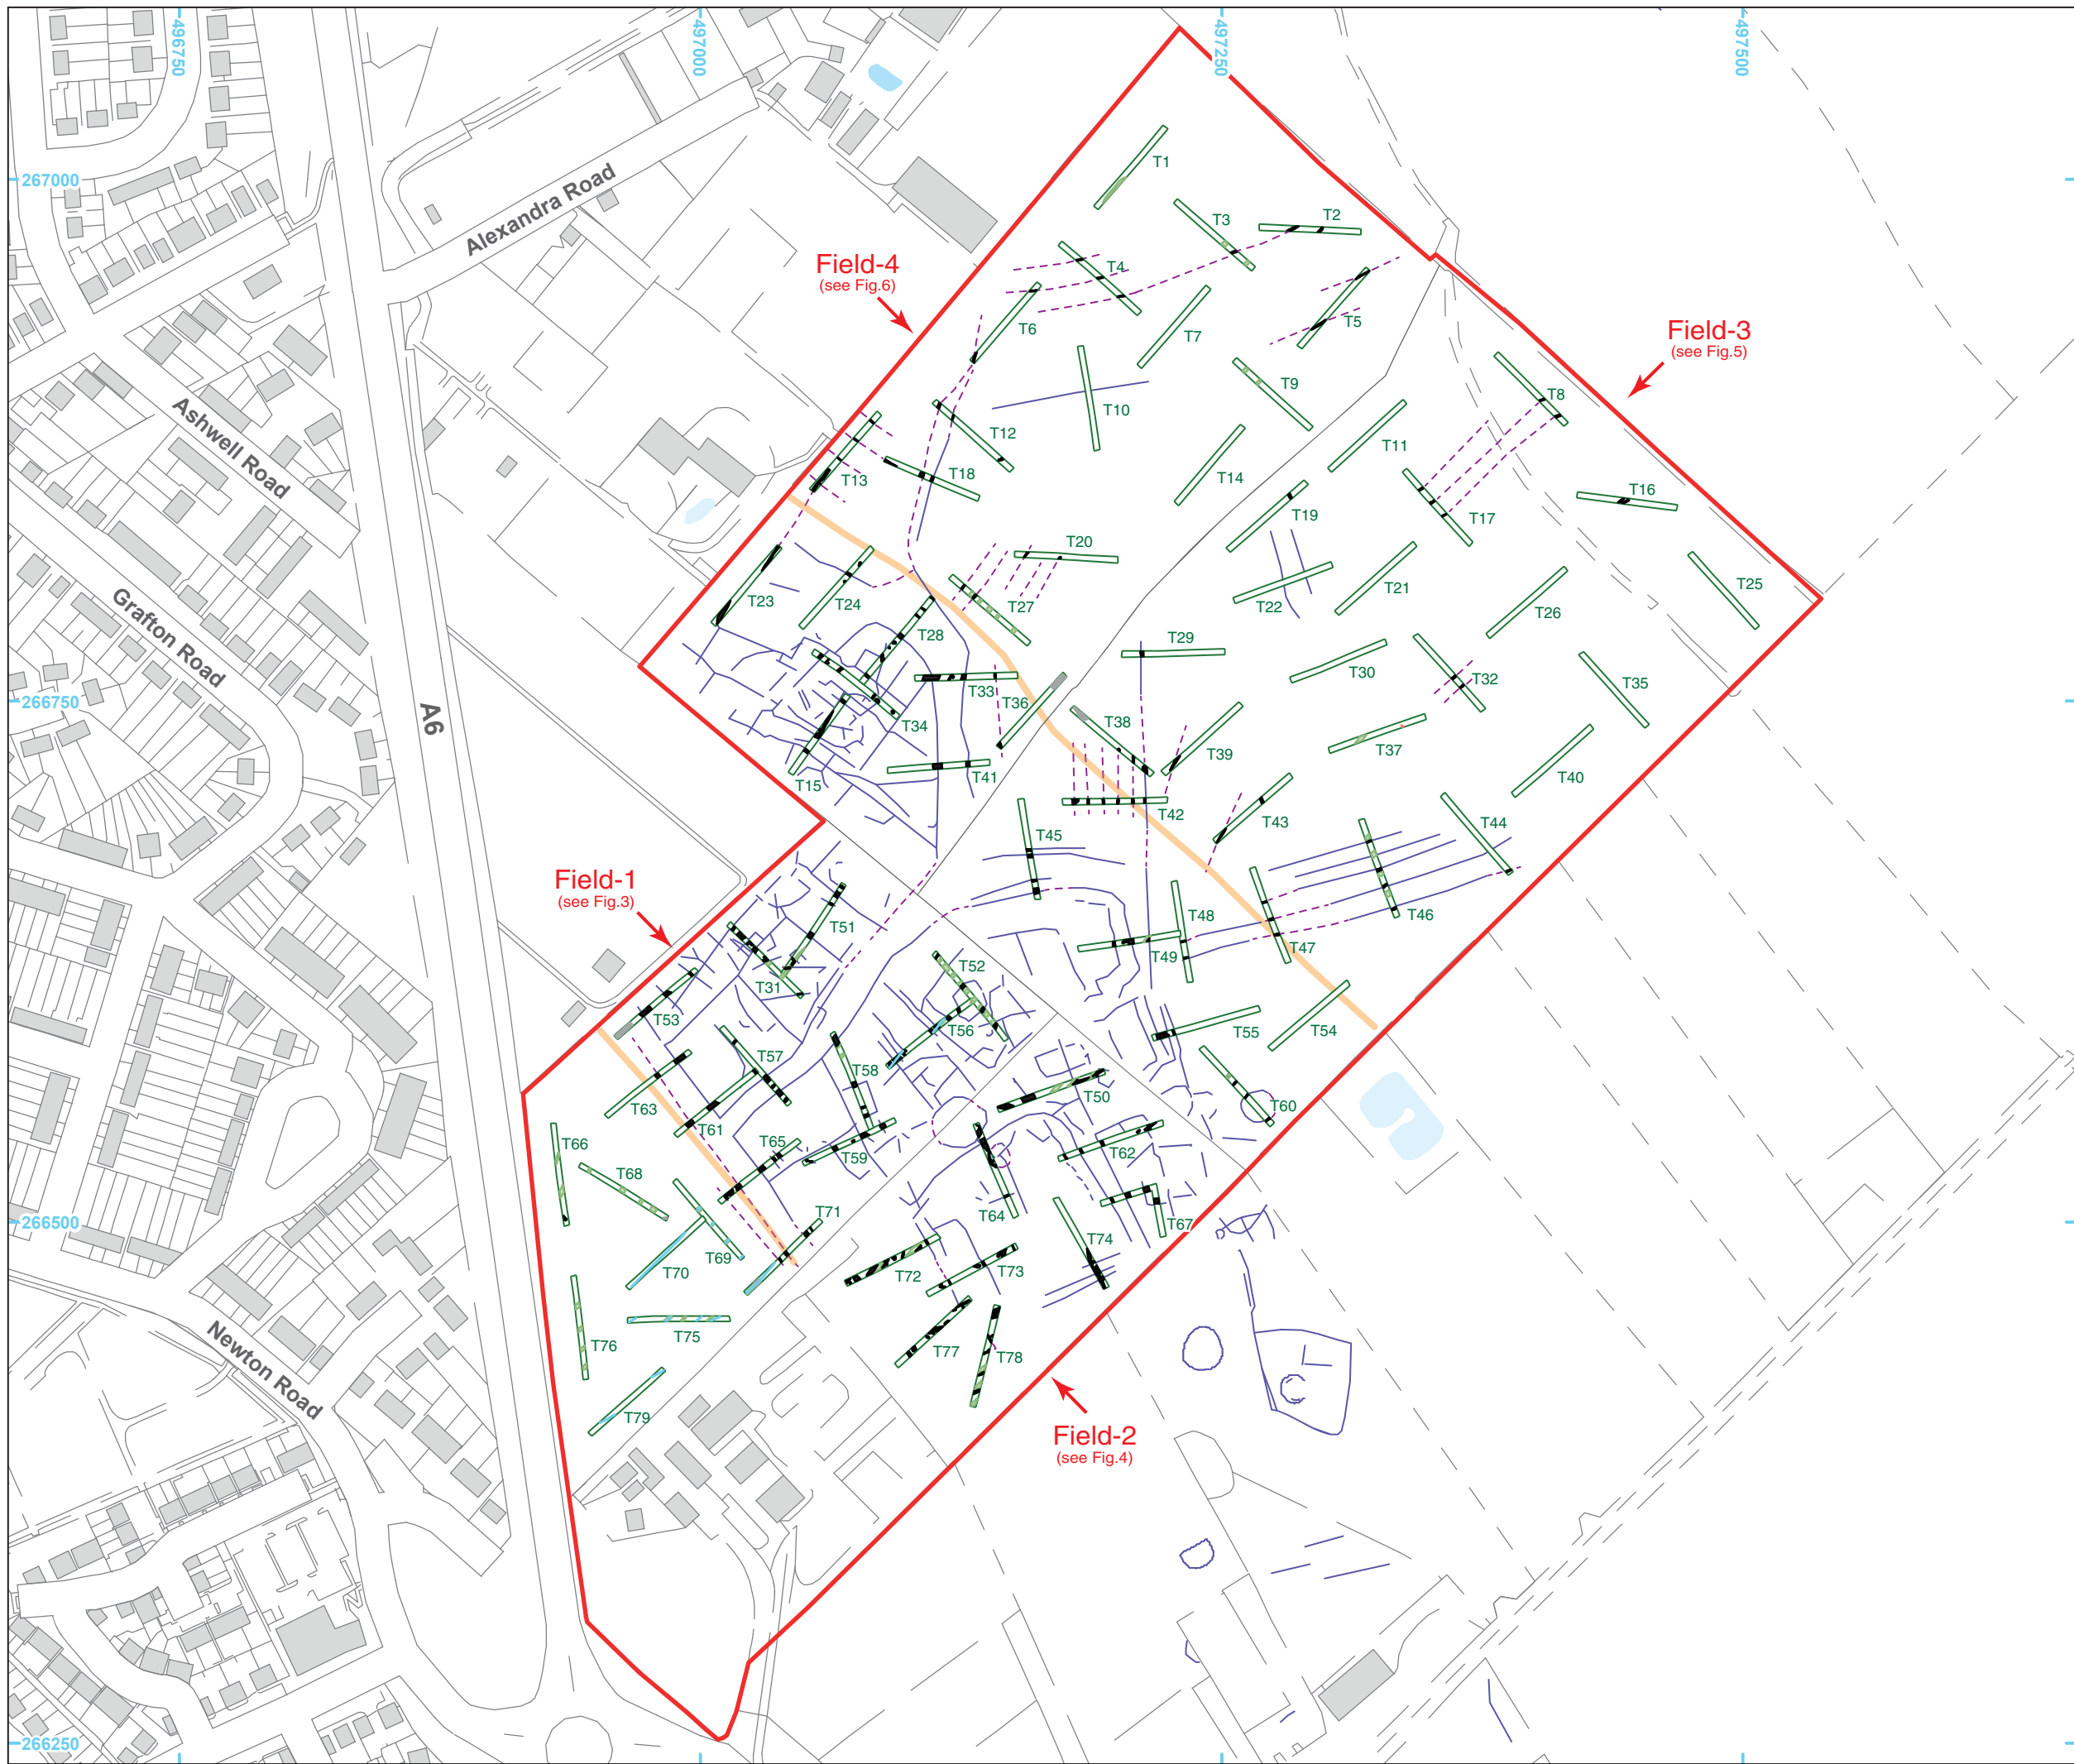 496750
497000
497250
497500
267000
Alexandra Road
T1
T3
T2
Field-4
(see Fig.6)
T4
T6
T7
T5
Field-3
(see Fig.5)
T9
T8
T10
Ashwell Road
T12
T11
T13
T18
T14
T16
T19
T17
T20
Grafton Road
T23
T24
T27
T22
T21
T26
T25
T28
T29
T30
T32
T35
266750
A6
T33
T36
T34
T38
T39
T37
T15
T41
T40
T42
T43
T44
T45
Field-1
(see Fig.3)
T51
T48
T46
T47
T49
T31
T52
T53
T56
T55
T54
T57
T58
T50
T60
T63
T61
T66
T65
T59
T62
T68
T64
T67
266500
T71
T69
T70
T72
T73
T74
T76
T75
T77
T78
Newton Road
T79
Field-2
(see Fig.4)
266250